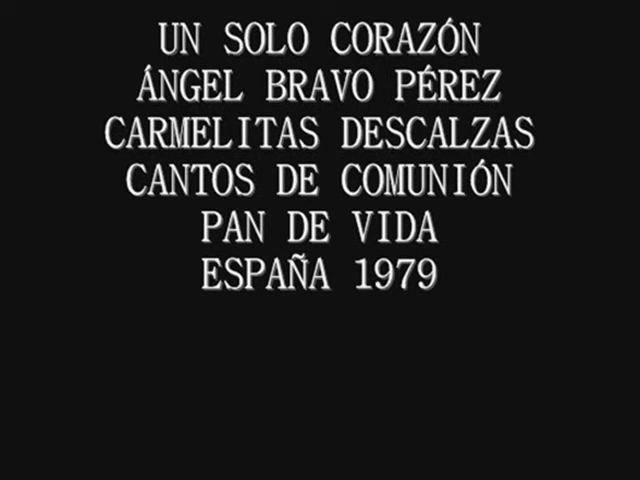 UN SOLO CORAZÓN
ÁNGEL BRAVO PÉREZ
CARMELITAS DESCALZAS
CANTOS DE COMUNIÓN
PAN DE VIDA
ESPAÑA 1979